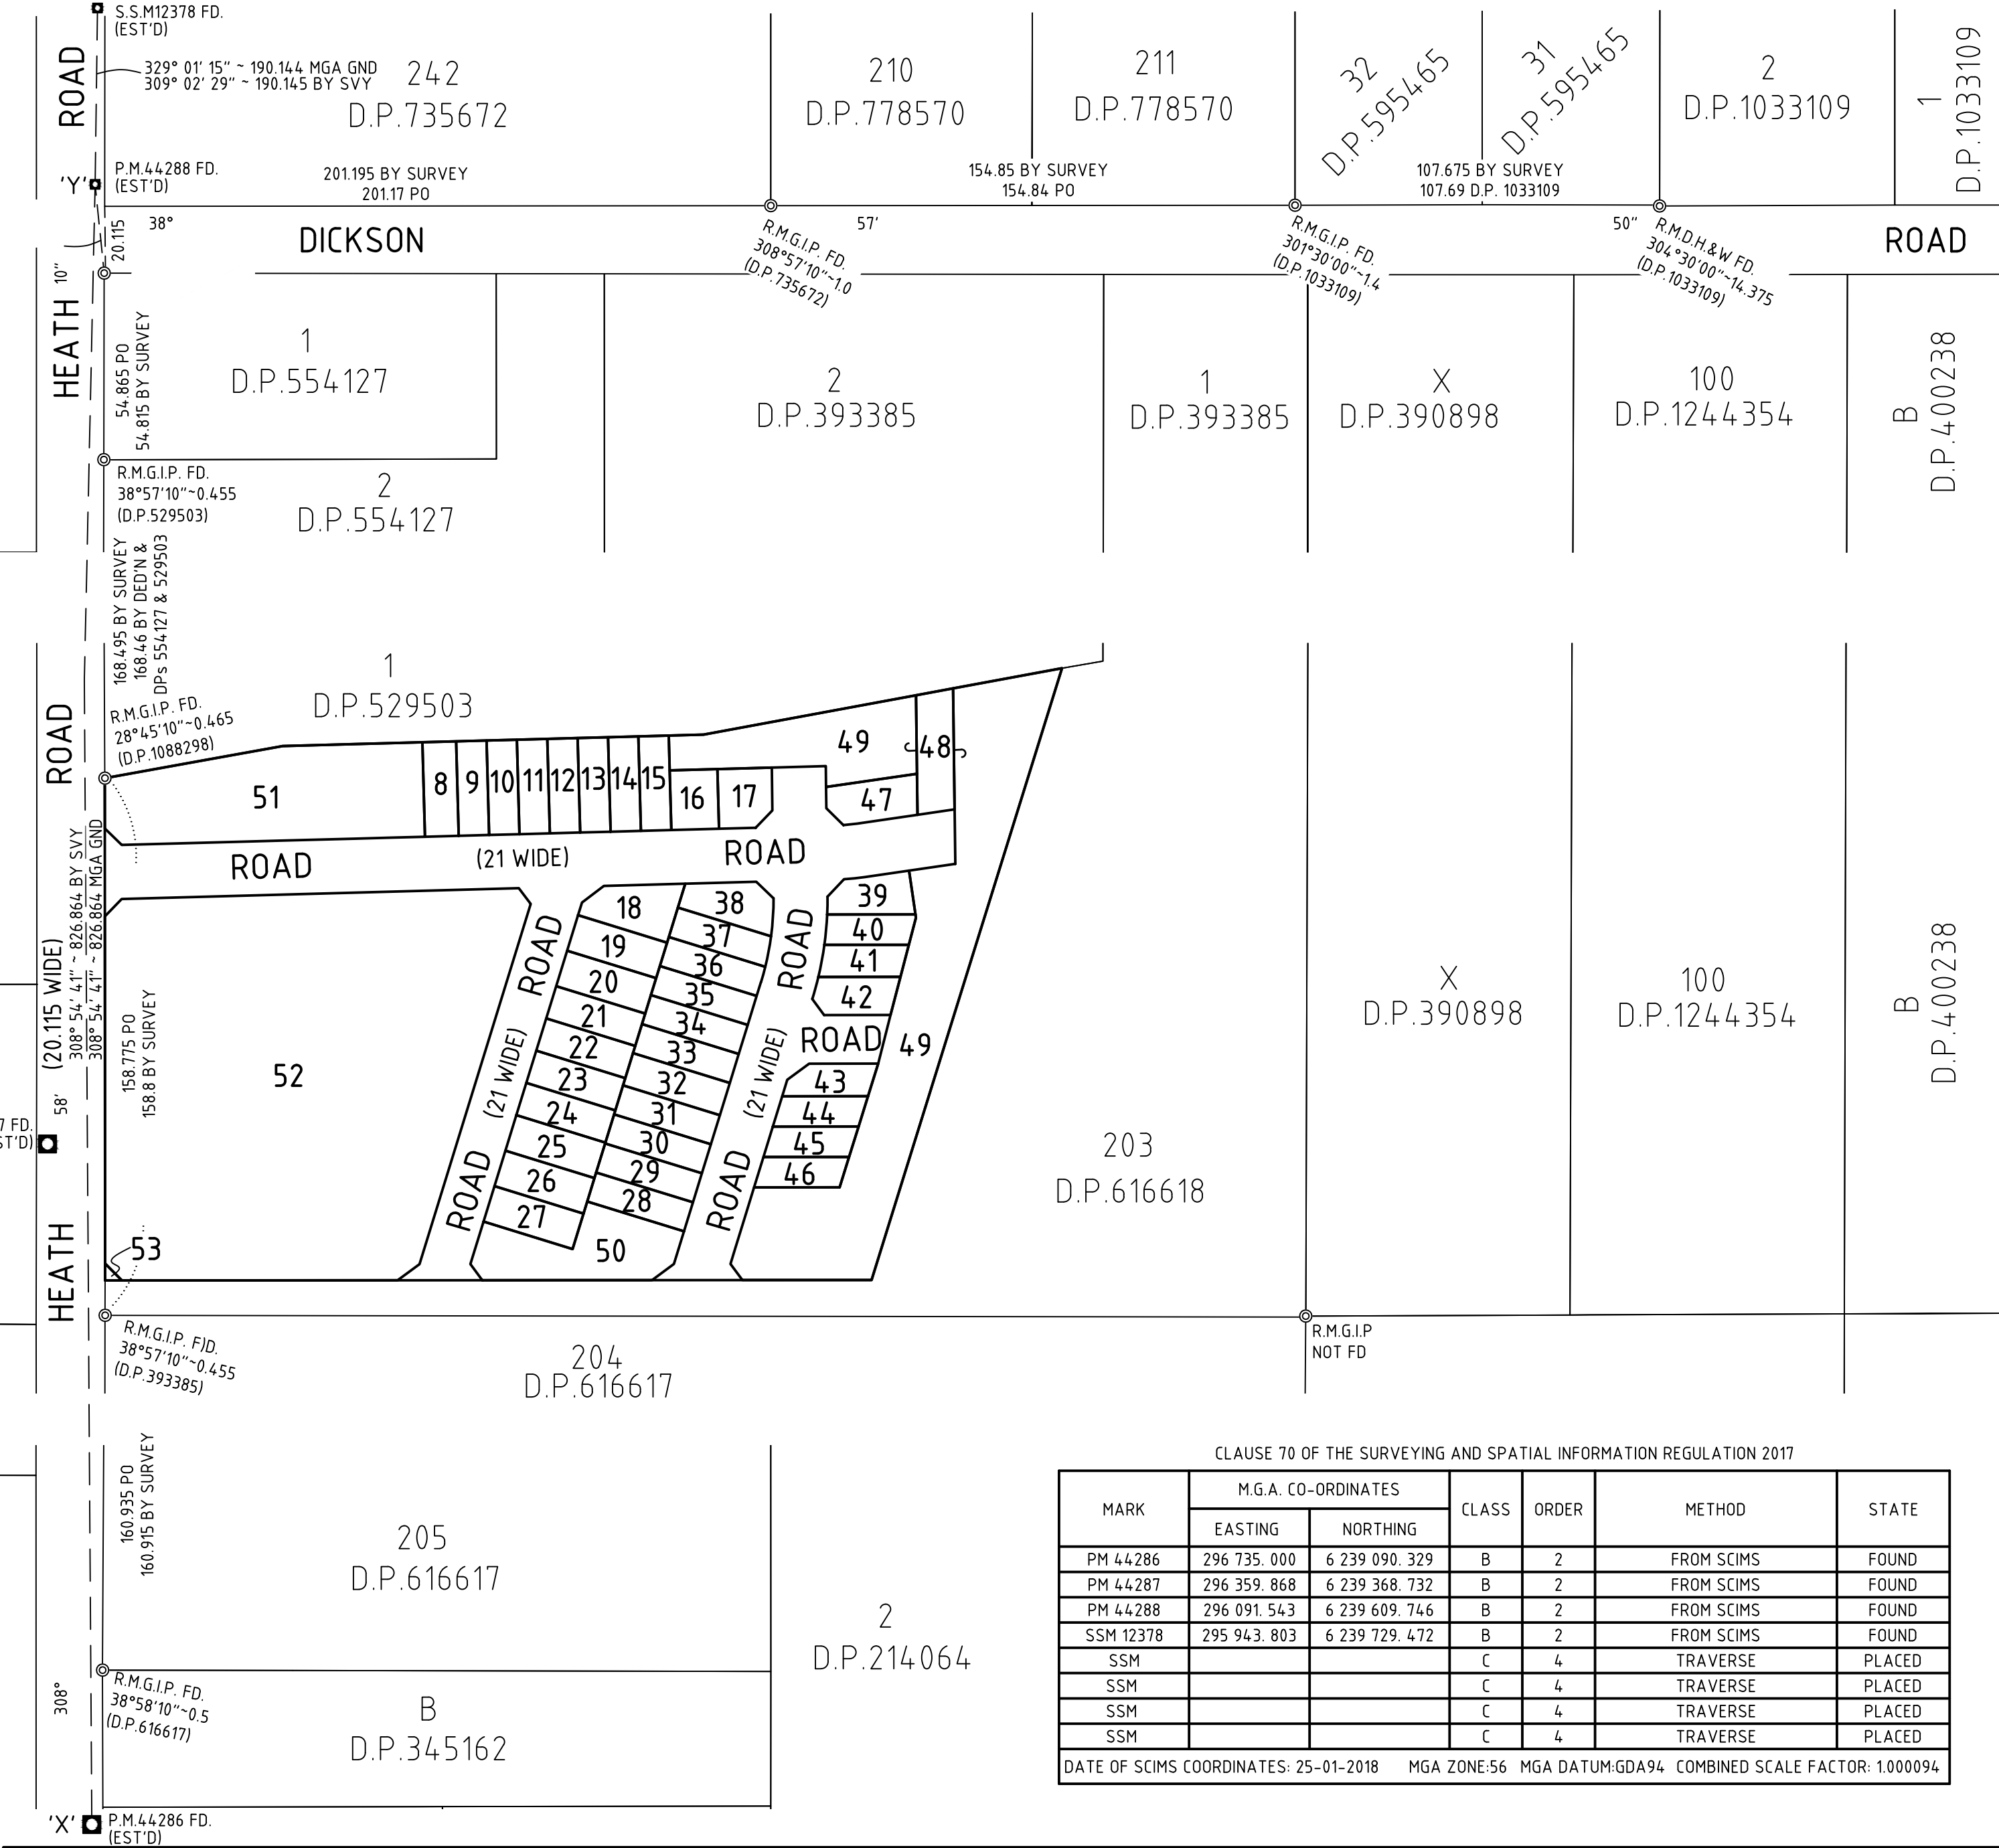 S.S.M12378 FD.
(EST'D)
ROAD
329° 01' 15" ~ 190.144 MGA GND
309° 02' 29" ~ 190.145 BY SVY
242
D.P.735672
210
D.P.778570
211
D.P.778570
32
D.P.595465
31
D.P.595465
2
D.P.1033109
1
D.P.1033109
'Y'
P.M.44288 FD.
(EST'D)
201.195 BY SURVEY
201.17 PO
154.85 BY SURVEY
154.84 PO
107.675 BY SURVEY
107.69 D.P. 1033109
20.115
38°
DICKSON
57'
50"
ROAD
R.M.G.I.P. FD.
308°57'10"~1.0
(D.P.735672)
R.M.G.I.P. FD.
301°30'00"~1.4
(D.P.1033109)
R.M.D.H.&W FD.
304°30'00"~14.375
(D.P.1033109)
10"
HEATH
54.865 PO
54.815 BY SURVEY
1
D.P.554127
2
D.P.393385
1
D.P.393385
X
D.P.390898
100
D.P.1244354
B
D.P.400238
R.M.G.I.P. FD.
38°57'10"~0.455
(D.P.529503)
2
D.P.554127
168.495 BY SURVEY
168.46 BY DED'N &
DPs 554127 & 529503
1
D.P.529503
ROAD
R.M.G.I.P. FD.
28°45'10"~0.465
(D.P.1088298)
51
8
9
10
11
12
13
14
15
16
17
49
48
47
ROAD
(21 WIDE)
ROAD
(20.115 WIDE)
308° 54' 41" ~ 826.864 BY SVY
308° 54' 41" ~ 826.864 MGA GND
18
19
20
21
22
23
24
25
26
27
38
37
36
35
34
33
32
31
30
29
28
39
40
41
42
ROAD
49
43
44
45
46
ROAD
(21 WIDE)
ROAD
ROAD
(21 WIDE)
ROAD
50
52
158.775 PO
158.8 BY SURVEY
58'
7 FD.
ST'D)
X
D.P.390898
100
D.P.1244354
B
D.P.400238
203
D.P.616618
53
HEATH
R.M.G.I.P. F)D.
38°57'10"~0.455
(D.P.393385)
204
D.P.616617
R.M.G.I.P
NOT FD
160.935 PO
160.915 BY SURVEY
205
D.P.616617
2
D.P.214064
308°
R.M.G.I.P. FD.
38°58'10"~0.5
(D.P.616617)
B
D.P.345162
'X'
P.M.44286 FD.
(EST'D)
CLAUSE 70 OF THE SURVEYING AND SPATIAL INFORMATION REGULATION 2017
MARK M.G.A. CO-ORDINATES CLASS ORDER METHOD STATE
EASTING NORTHING
PM 44286 296 735. 000 6 239 090. 329 B 2 FROM SCIMS FOUND
PM 44287 296 359. 868 6 239 368. 732 B 2 FROM SCIMS FOUND
PM 44288 296 091. 543 6 239 609. 746 B 2 FROM SCIMS FOUND
SSM 12378 295 943. 803 6 239 729. 472 B 2 FROM SCIMS FOUND
SSM C 4 TRAVERSE PLACED
SSM C 4 TRAVERSE PLACED
SSM C 4 TRAVERSE PLACED
SSM C 4 TRAVERSE PLACED
DATE OF SCIMS COORDINATES: 25-01-2018 MGA ZONE:56 MGA DATUM:GDA94 COMBINED SCALE FACTOR: 1.000094